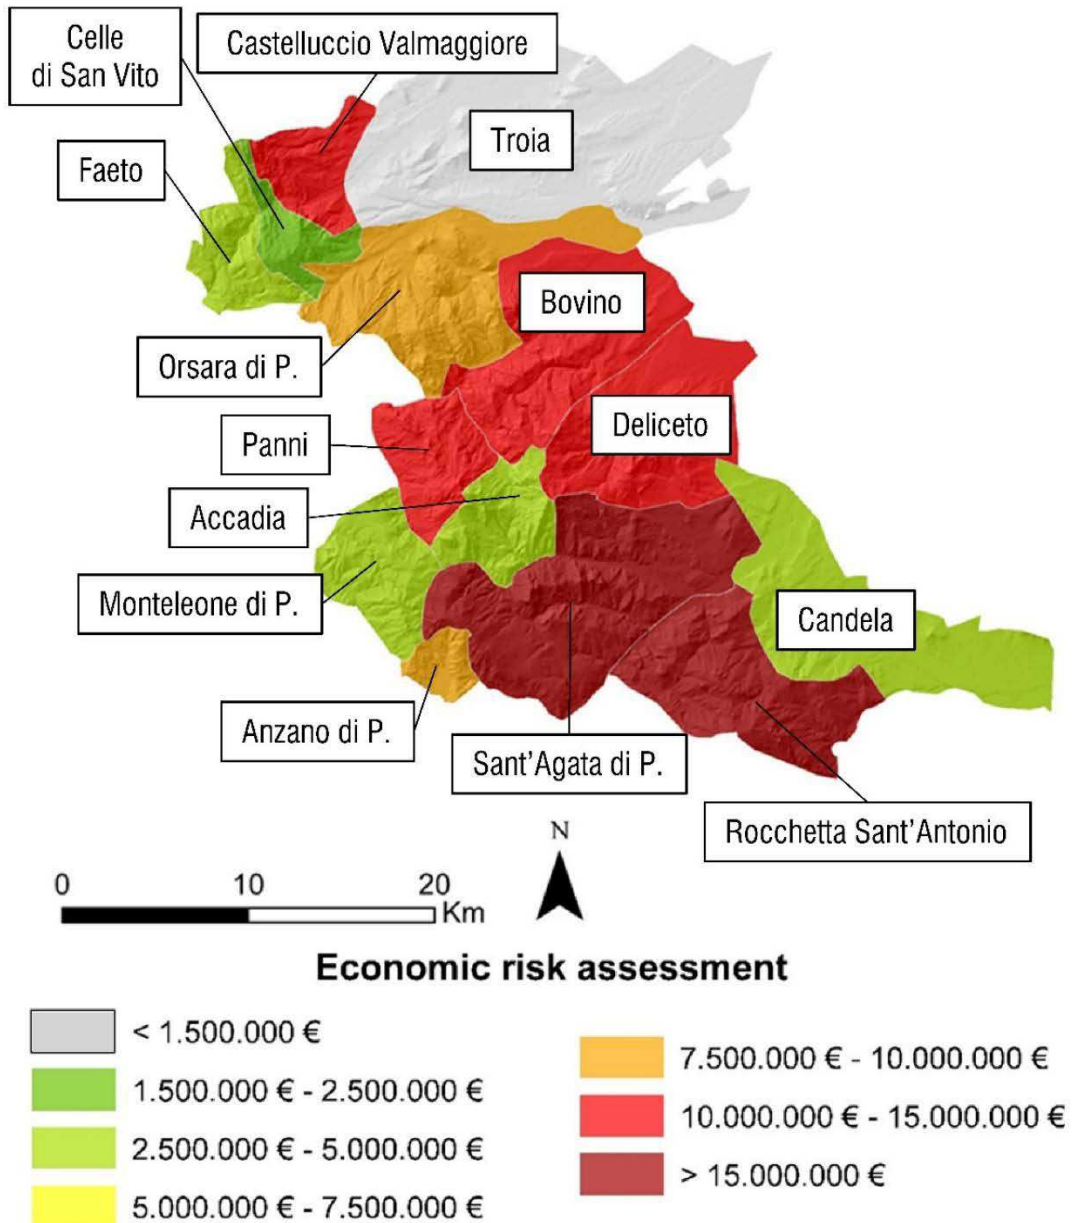 Celle
di San Vito
Castelluccio Valmaggiore
Troia
Faeto
Bovino
Orsara di P.
Deliceto
Panni
Accadia
Monteleone di P.
Candela
Anzano di P.
Sant'Agata di P.
Rocchetta Sant'Antonio
N
0 10 20
Km
Economic risk assessment
< 1.500.000 €
1.500.000 € - 2.500.000 €
2.500.000 € - 5.000.000 €
5.000.000 € - 7.500.000 €
7.500.000 € - 10.000.000 €
10.000.000 € - 15.000.000 €
> 15.000.000 €